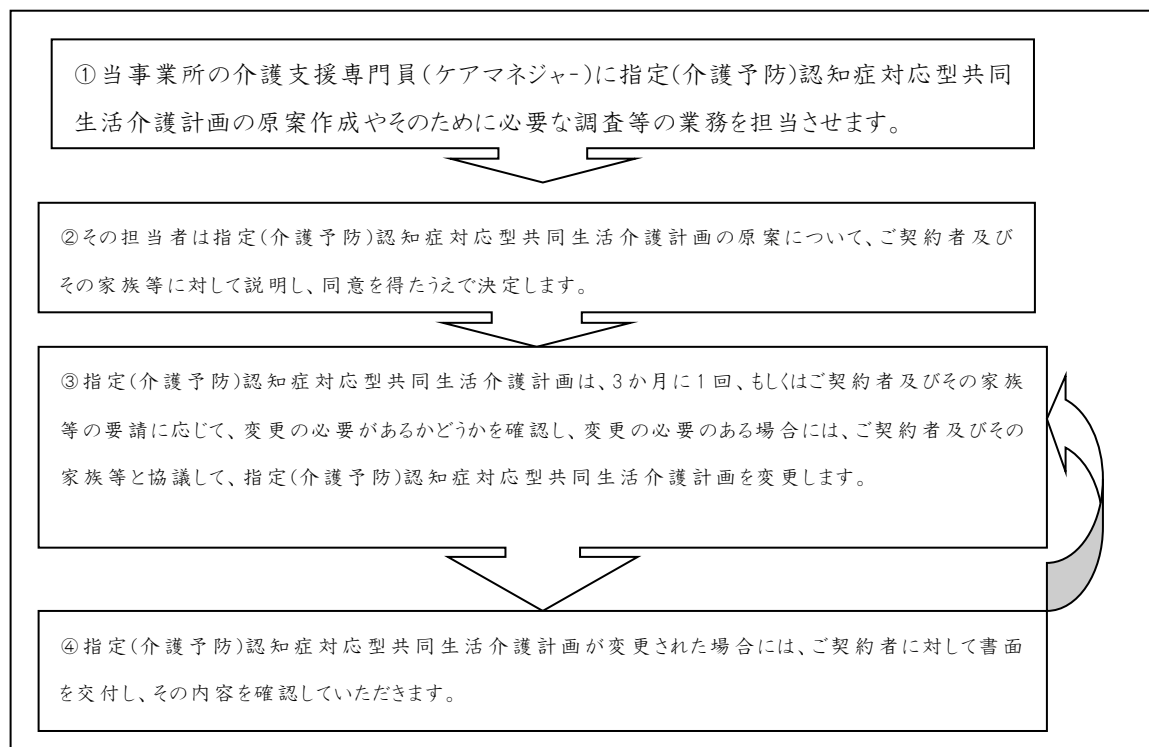 ①当事業所の介護支援専門員(ケアマネジャ-)に指定(介護予防)認知症対応型共同
生活介護計画の原案作成やそのために必要な調査等の業務を担当させます。
②その担当者は指定(介護予防)認知症対応型共同生活介護計画の原案について、ご契約者及び
その家族等に対して説明し、同意を得たうえで決定します。
③指定(介護予防)認知症対応型共同生活介護計画は、3か月に1回、もしくはご契約者及びその家族
等の要請に応じて、変更の必要があるかどうかを確認し、変更の必要のある場合には、ご契約者及びその
家族等と協議して、指定(介護予防)認知症対応型共同生活介護計画を変更します。
④指定(介護予防)認知症対応型共同生活介護計画が変更された場合には、ご契約者に対して書面
を交付し、その内容を確認していただきます。